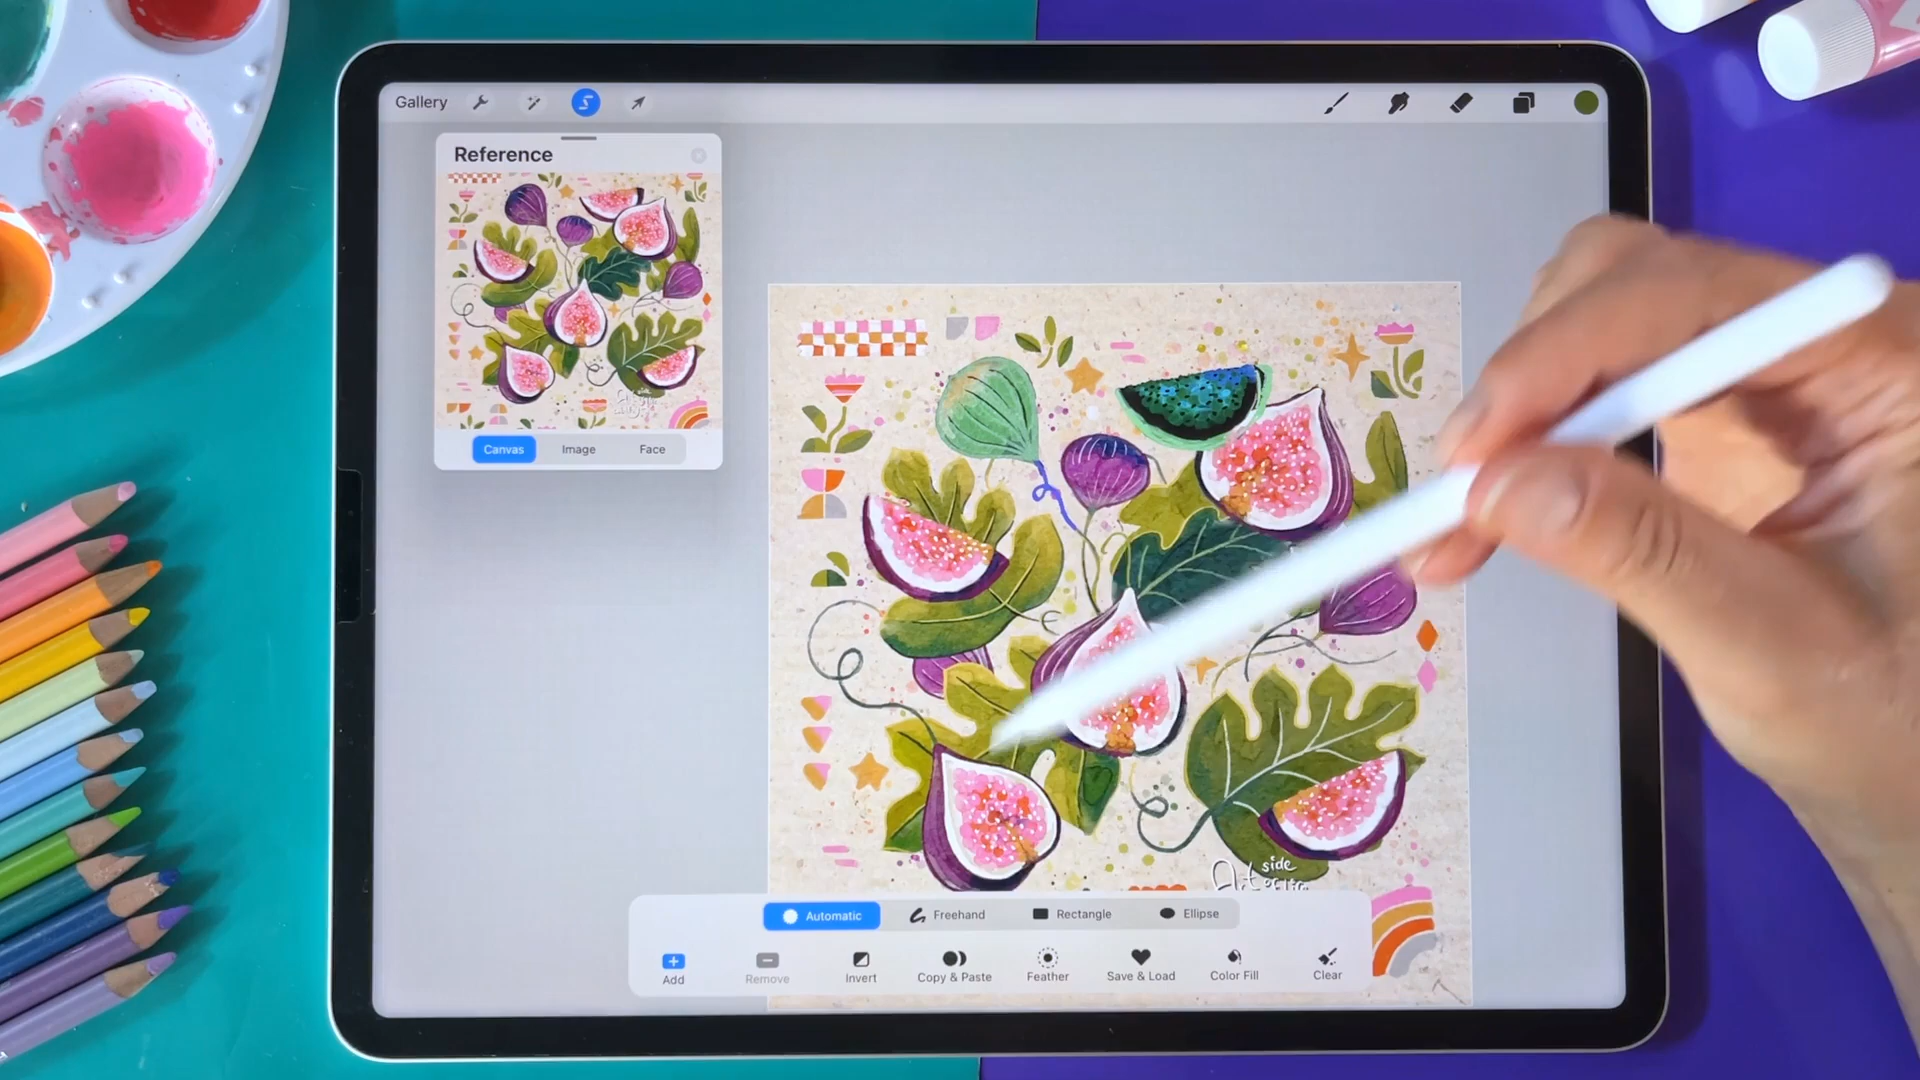 Gallery
Reference
Canvas Image Face
side
Automatic Freehand Rectangle Ellipse
Add Remove Invert Copy & Paste Feather Save & Load Color Fill Clear